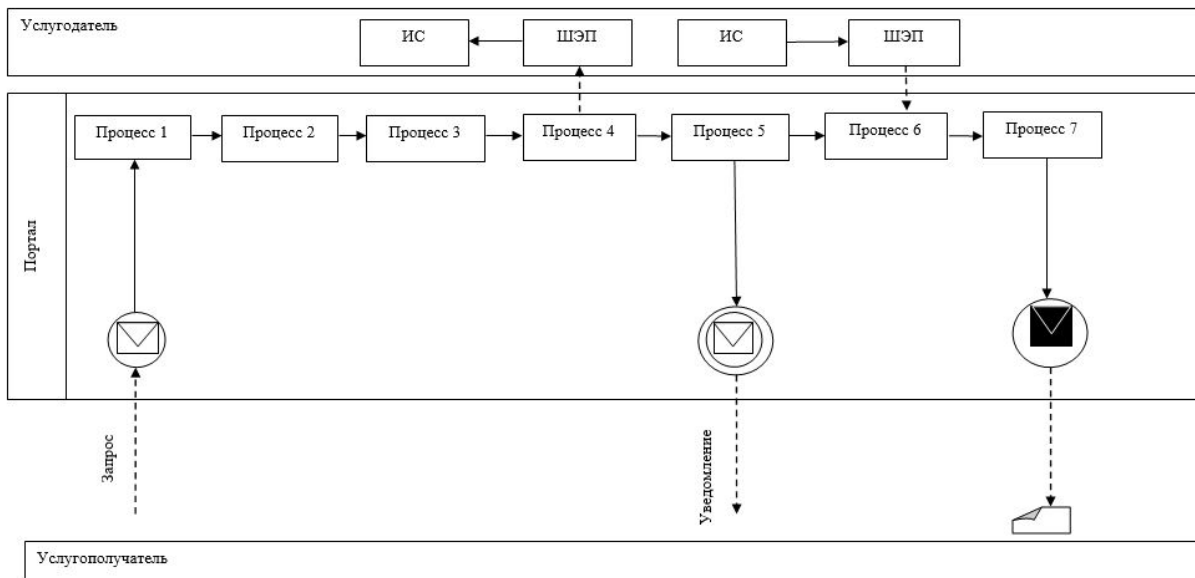 Услугодатель
ИС
ШЭП
ИС
ШЭП
Портал
Процесс 1
Процесс 2
Процесс 3
Процесс 4
Процесс 5
Процесс 6
Процесс 7
Запрос
Уведомление
Услугополучатель